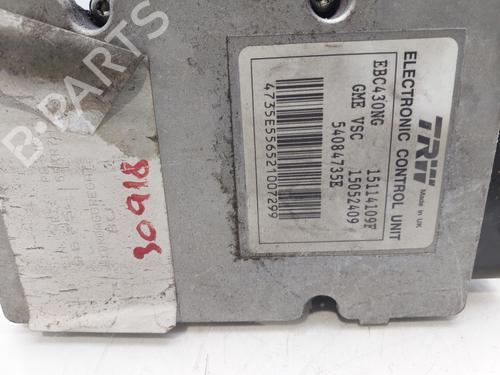 B-PARTS
TRW
Made in UK
ELECTRONIC CONTROL UNIT
EBC430NG
15114109F
GME VSC
15052409
54084735E
4735E556521007299
30918